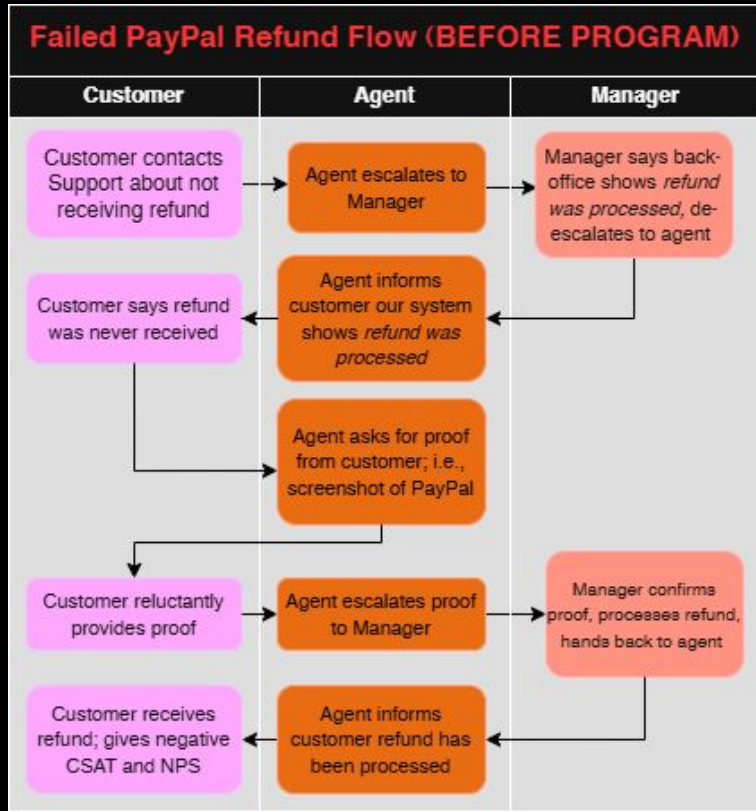 Failed PayPal Refund Flow (BEFORE PROGRAM)
Customer
Agent
Manager
Customer contacts
Support about not
receiving refund
Agent escalates to
Manager
Manager says back-
office shows refund
was processed, de-
escalates to agent
Agent informs
customer our system
shows refund was
processed
Customer says refund
was never received
Agent asks for proof
from customer; i.e.,
screenshot of PayPal
Customer reluctantly
provides proof
Agent escalates proof
to Manager
Manager confirms
proof, processes refund,
hands back to agent
Agent informs
customer refund has
been processed
Customer receives
refund; gives negative
CSAT and NPS